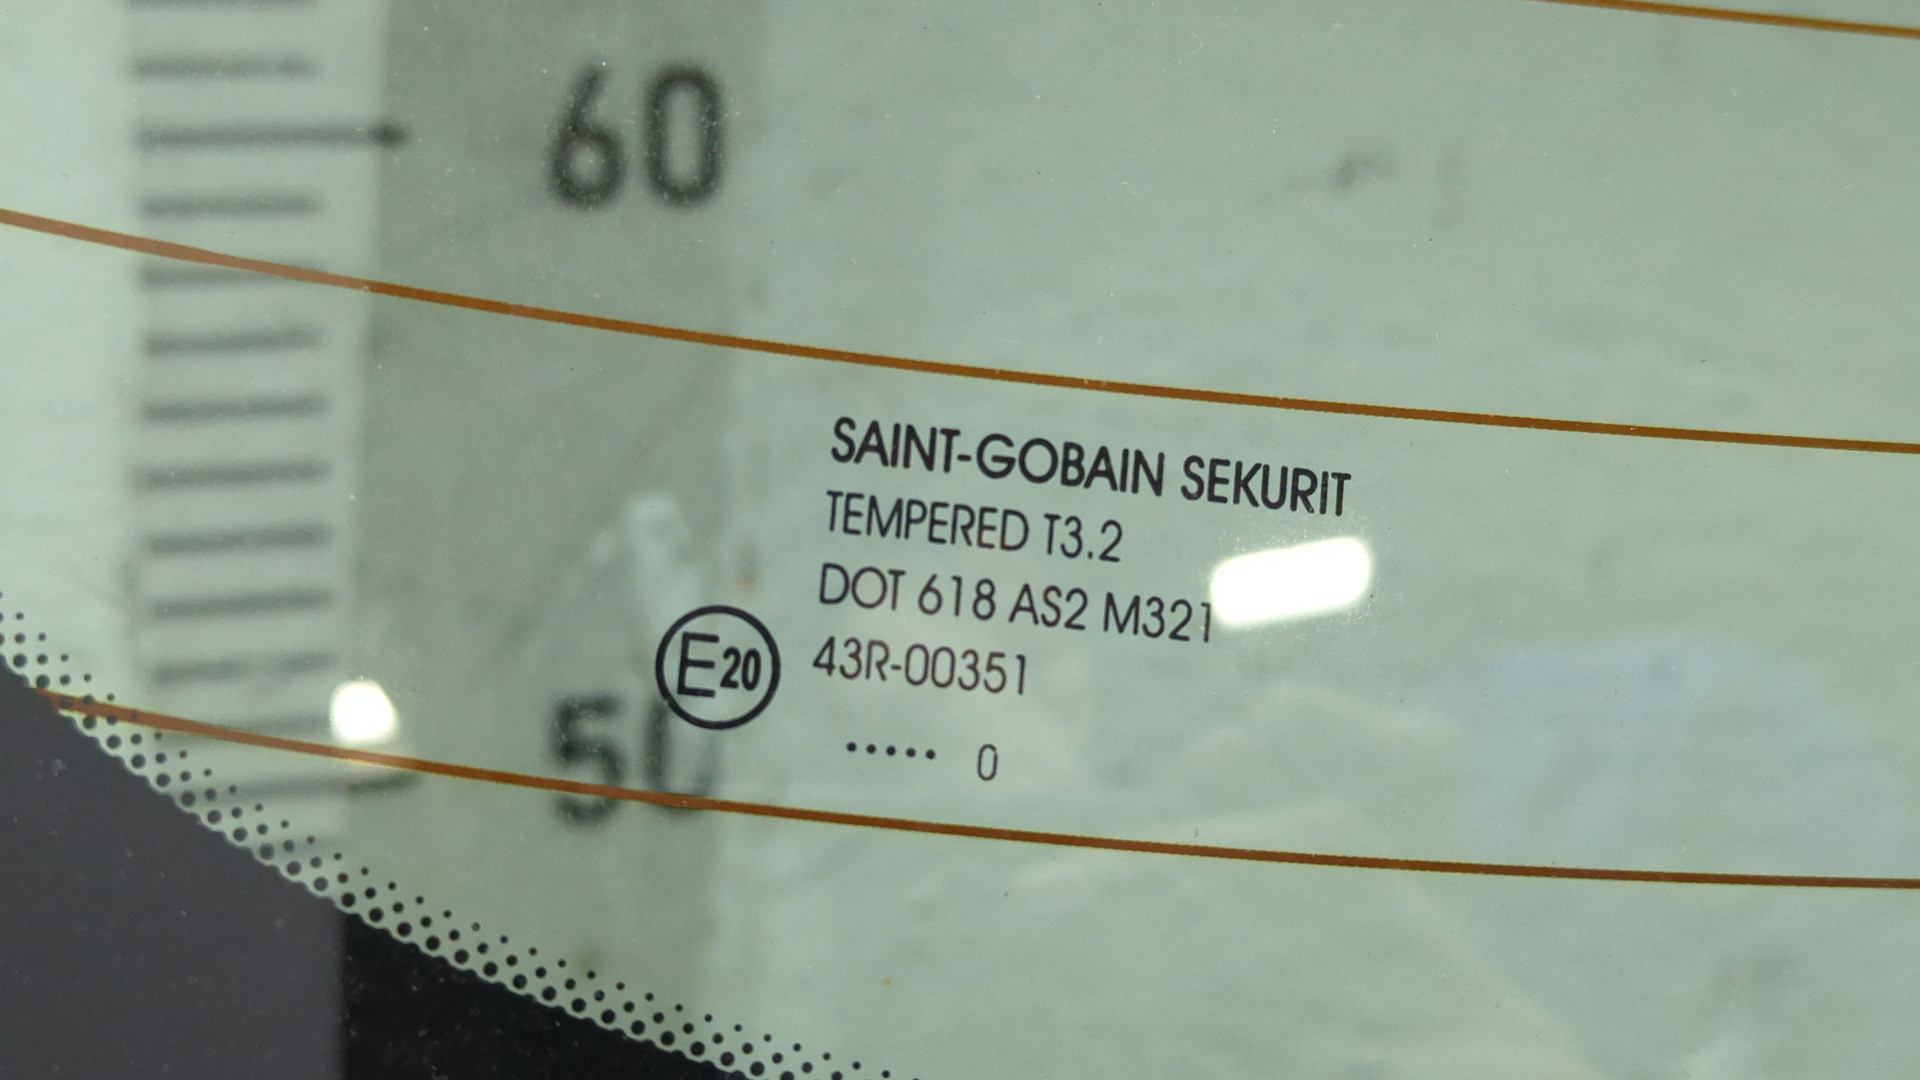 60
SAINT-GOBAIN SEKURIT
TEMPERED T3.2
DOT 618 AS2 M321
E20 43R-00351
50
..... 0